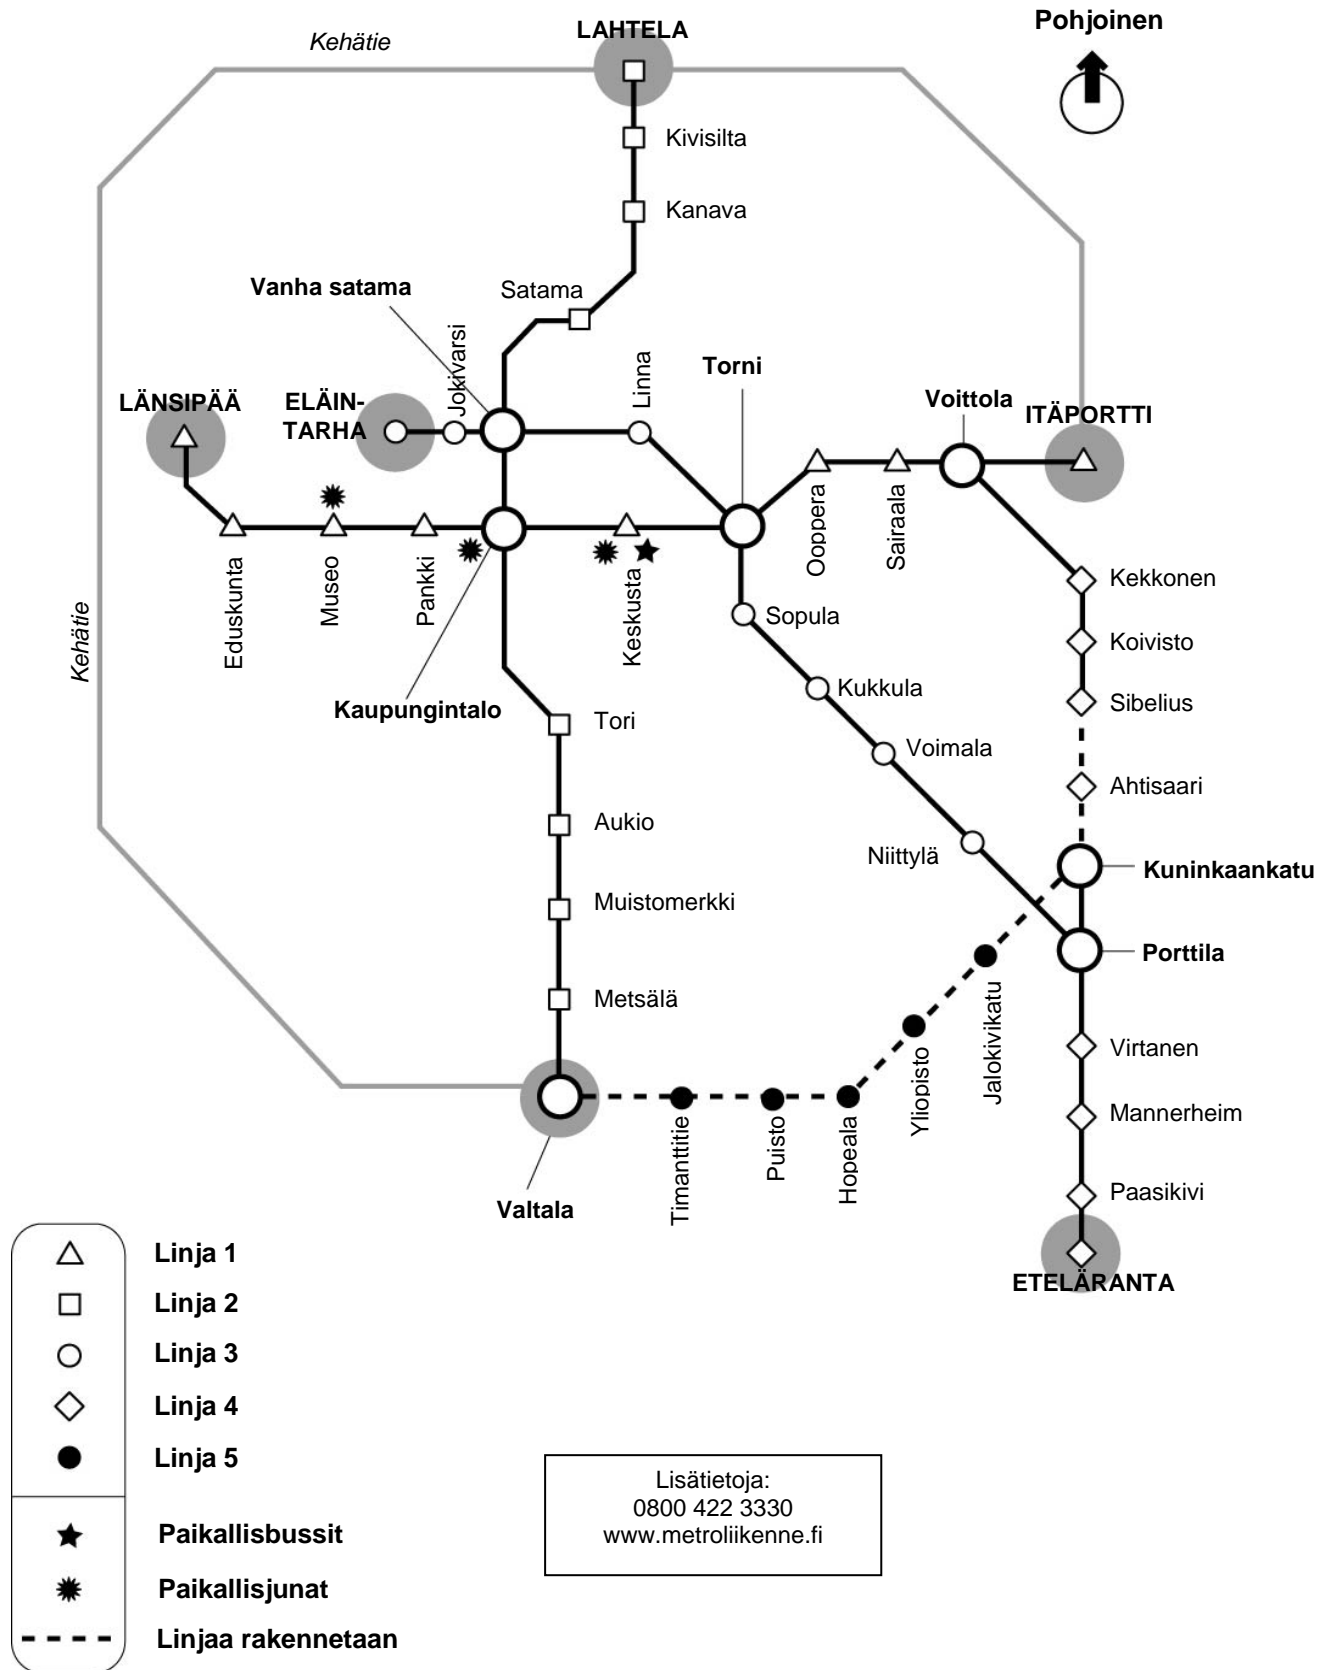 Pohjoinen
LAHTELA
Kehätie
Kivisilta
Kanava
Vanha satama
Satama
Jokivarsi
Linna
Torni
Voittola
LÄNSIPÄÄ
ELÄIN-
TARHA
ITÄPORTTI
Eduskunta
Museo
Pankki
Keskusta
Ooppera
Sairaala
Kekkonen
Sopula
Koivisto
Kehätie
Kukkula
Sibelius
Kaupungintalo
Tori
Voimala
Ahtisaari
Aukio
Niittylä
Kuninkaankatu
Muistomerkki
Porttila
Metsälä
Jalokivikatu
Virtanen
Yliopisto
Mannerheim
Timanttitie
Puisto
Hopeala
Paasikivi
Valtala
ETELÄRANTA
Linja 1
Linja 2
Linja 3
Linja 4
Linja 5
Paikallisbussit
Paikallisjunat
Linjaa rakennetaan
Lisätietoja:
0800 422 3330
www.metroliikenne.fi